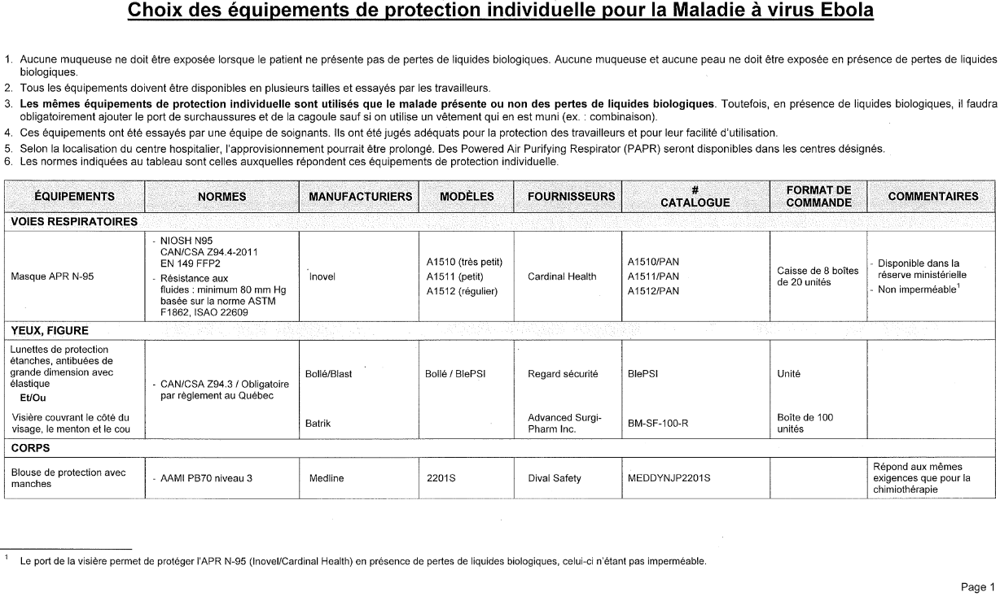 Choix des équipements de protection individuelle pour la Maladie à virus Ebola
1. Aucune muqueuse ne doit être exposée lorsque le patient ne présente pas de pertes de liquides biologiques. Aucune muqueuse et aucune peau ne doit être exposée en présence de pertes de liquides
biologiques.
2. Tous les équipements doivent être disponibles en plusieurs tailles et essayés par les travailleurs.
3. Les mêmes équipements de protection individuelle sont utilisés que le malade présente ou non des pertes de liquides biologiques. Toutefois, en présence de liquides biologiques, il faudra
obligatoirement ajouter le port de surchaussures et de la cagoule sauf si on utilise un vêtement qui en est muni (ex. : combinaison).
4. Ces équipements ont été essayés par une équipe de soignants. Ils ont été jugés adéquats pour la protection des travailleurs et pour leur facilité d'utilisation.
5. Selon la localisation du centre hospitalier, l'approvisionnement pourrait être prolongé. Des Powered Air Purifying Respirator (PAPR) seront disponibles dans les centres désignés.
6. Les normes indiquées au tableau sont celles auxquelles répondent ces équipements de protection individuelle.
ÉQUIPEMENTS NORMES MANUFACTURIERS MODÈLES FOURNISSEURS # CATALOGUE FORMAT DE COMMANDE COMMENTAIRES
VOIES RESPIRATOIRES
Masque APR N-95
- NIOSH N95
CAN/CSA Z94.4-2011
EN 149 FFP2
- Résistance aux
fluides : minimum 80 mm Hg
basée sur la norme ASTM
F1862, ISAO 22609
Inovel
A1510 (très petit)
A1511 (petit)
A1512 (régulier)
Cardinal Health
A1510/PAN
A1511/PAN
A1512/PAN
Caisse de 8 boîtes
de 20 unités
- Disponible dans la
réserve ministérielle
- Non imperméable1
YEUX, FIGURE
Lunettes de protection
étanches, antibuées de
grande dimension avec
élastique
Et/Ou
Visière couvrant le côté du
visage, le menton et le cou
- CAN/CSA Z94.3 / Obligatoire
par règlement au Québec
Bollé/Blast
Batrik
Bollé / BlePSI
Regard sécurité
Advanced Surgi-
Pharm Inc.
BlePSI
BM-SF-100-R
Unité
Boîte de 100
unités
CORPS
Blouse de protection avec
manches
- AAMI PB70 niveau 3
Medline
2201S
Dival Safety
MEDDYNJP2201S
Répond aux mêmes
exigences que pour la
chimiothérapie
1 Le port de la visière permet de protéger l'APR N-95 (Inovel/Cardinal Health) en présence de pertes de liquides biologiques, celui-ci n'étant pas imperméable.
Page 1